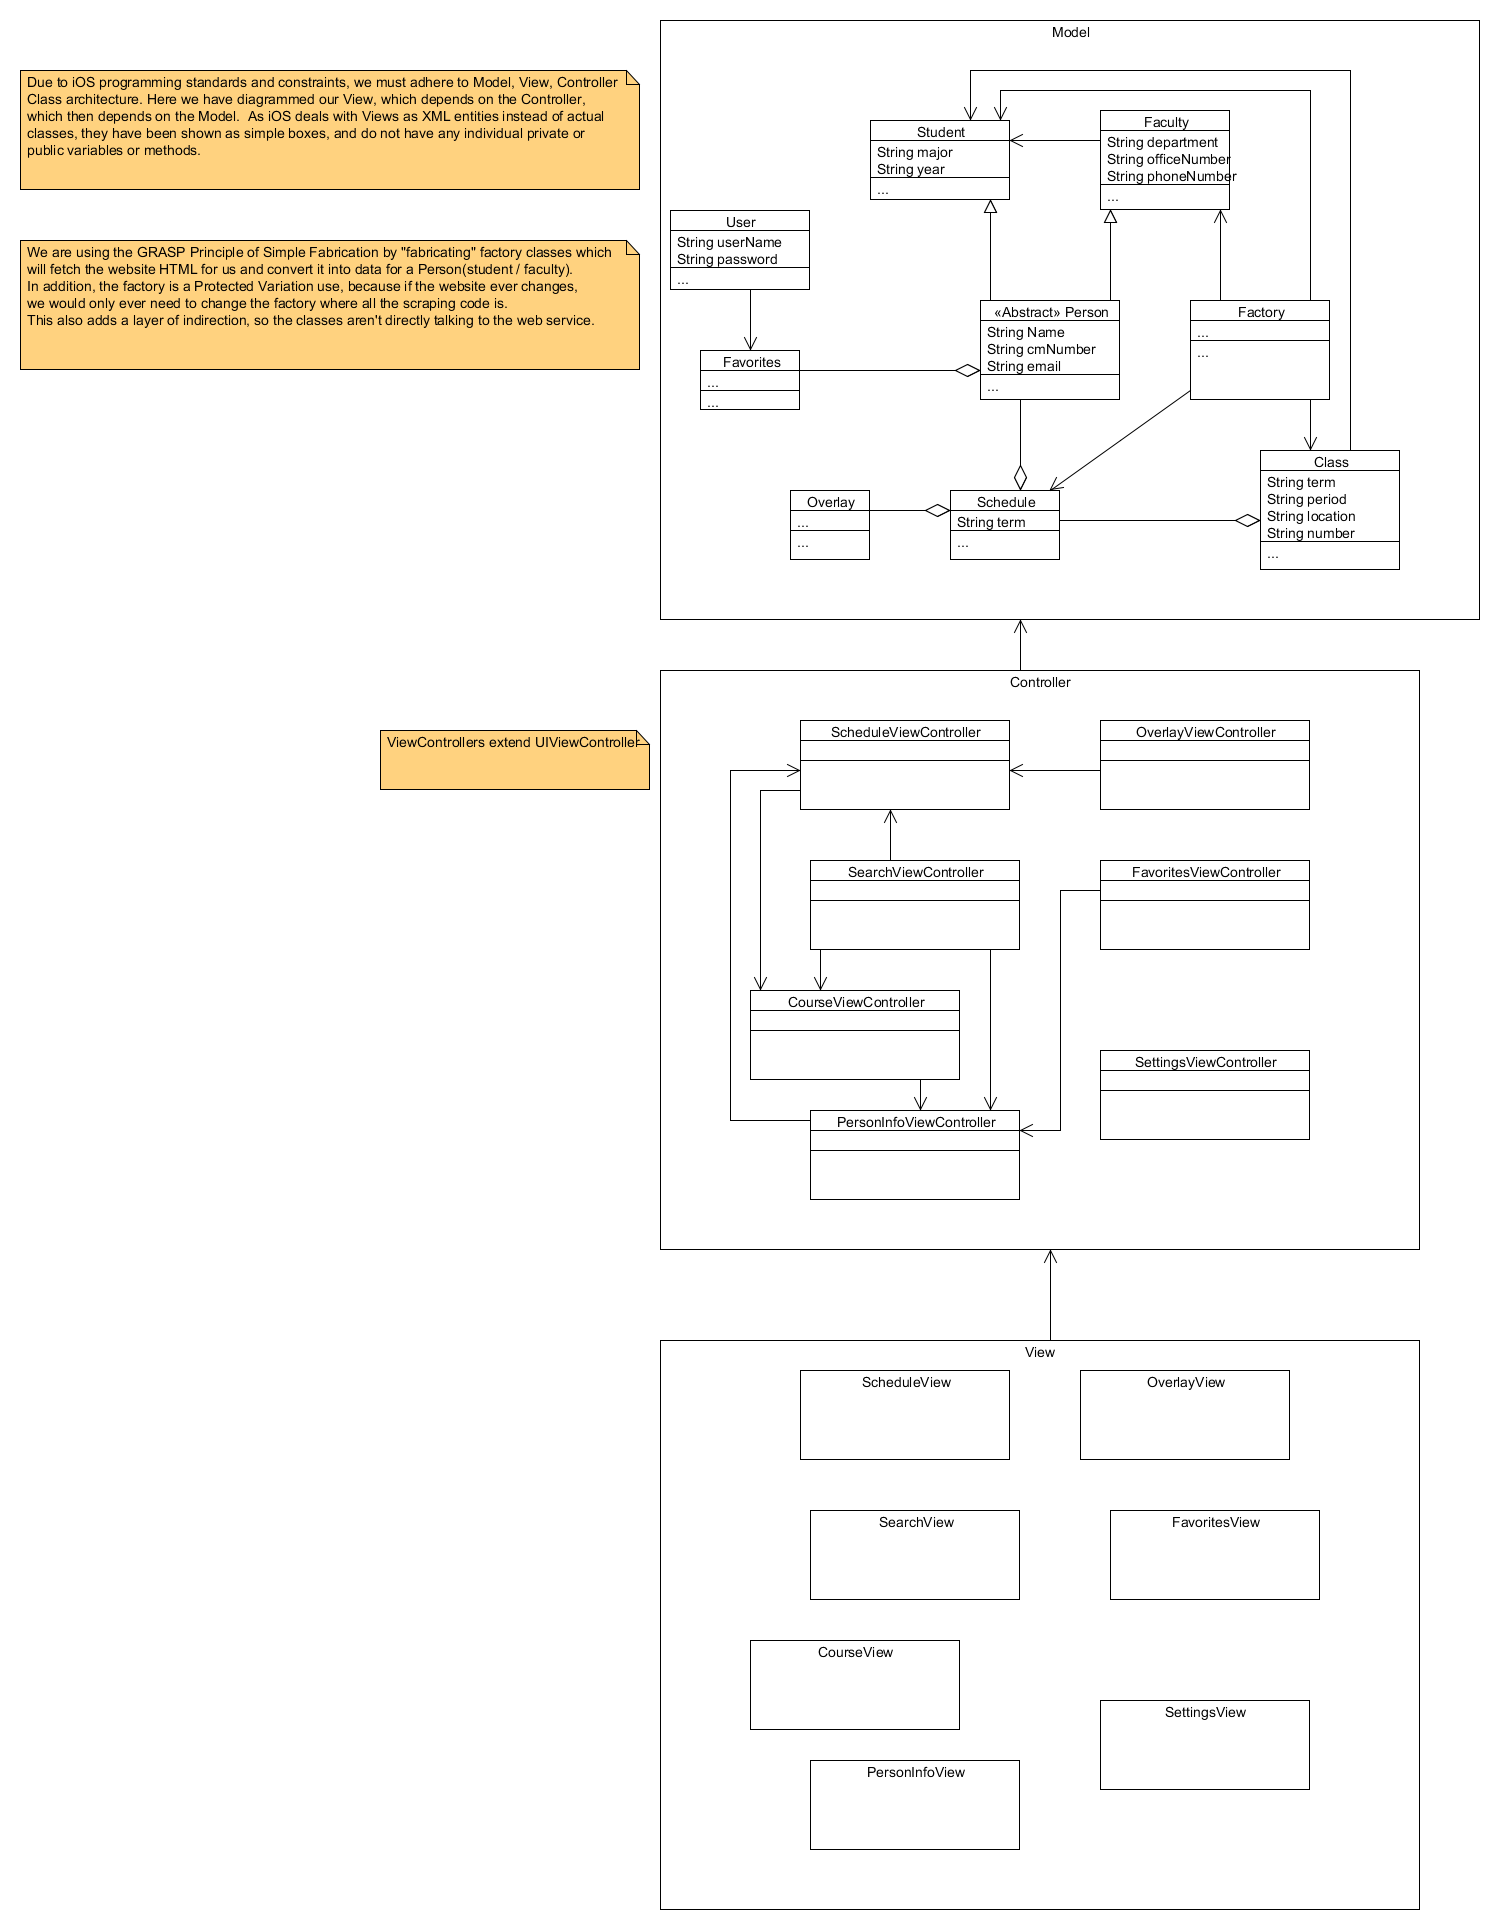 Model
Due to iOS programming standards and constraints, we must adhere to Model, View, Controller
Class architecture. Here we have diagrammed our View, which depends on the Controller,
which then depends on the Model.  As iOS deals with Views as XML entities instead of actual
classes, they have been shown as simple boxes, and do not have any individual private or
public variables or methods.
We are using the GRASP Principle of Simple Fabrication by "fabricating" factory classes which
will fetch the website HTML for us and convert it into data for a Person(student / faculty).
In addition, the factory is a Protected Variation use, because if the website ever changes,
we would only ever need to change the factory where all the scraping code is.
This also adds a layer of indirection, so the classes aren't directly talking to the web service.
Student
String major
String year
...
Faculty
String department
String officeNumber
String phoneNumber
...
User
String userName
String password
...
«Abstract» Person
String Name
String cmNumber
String email
...
Factory
...
...
Favorites
...
...
Class
String term
String period
String location
String number
...
Overlay
...
...
Schedule
String term
...
Controller
ViewControllers extend UIViewController
ScheduleViewController
OverlayViewController
SearchViewController
FavoritesViewController
CourseViewController
SettingsViewController
PersonInfoViewController
View
ScheduleView
OverlayView
SearchView
FavoritesView
CourseView
SettingsView
PersonInfoView